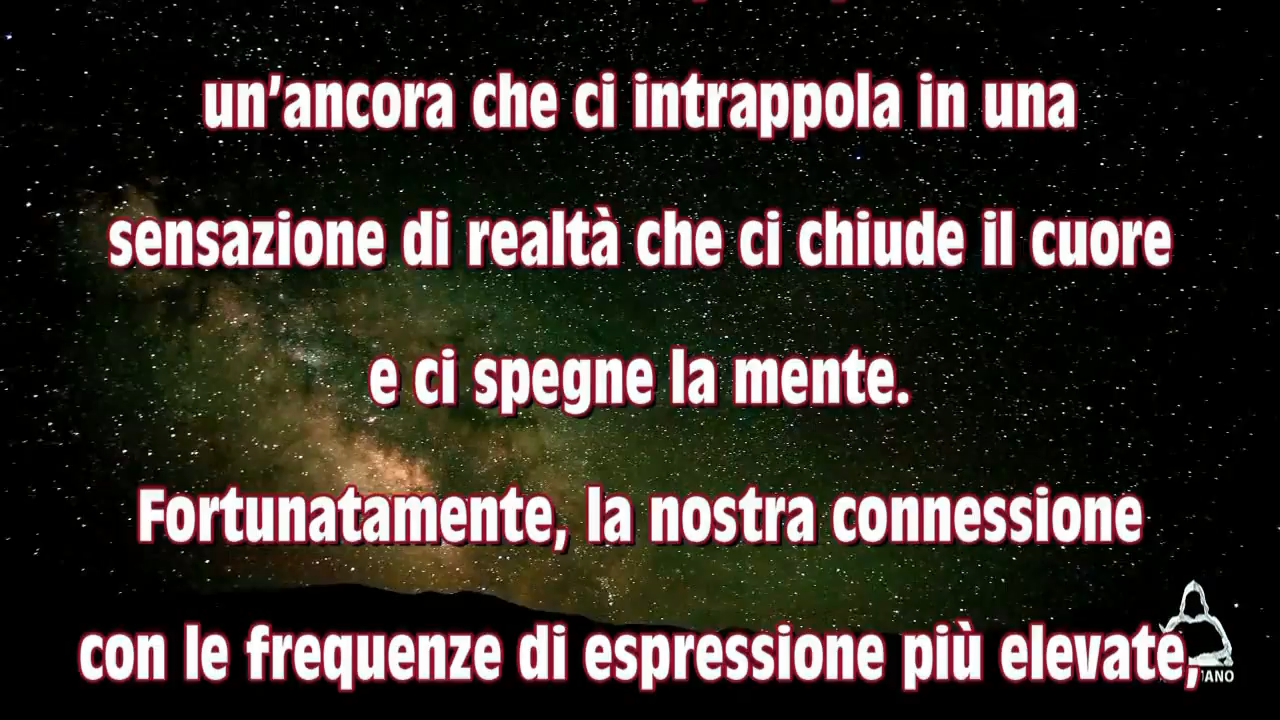 un’ancora che ci intrappola in una
sensazione di realtà che ci chiude il cuore
e ci spegne la mente.
Fortunatamente, la nostra connessione
con le frequenze di espressione più elevate,